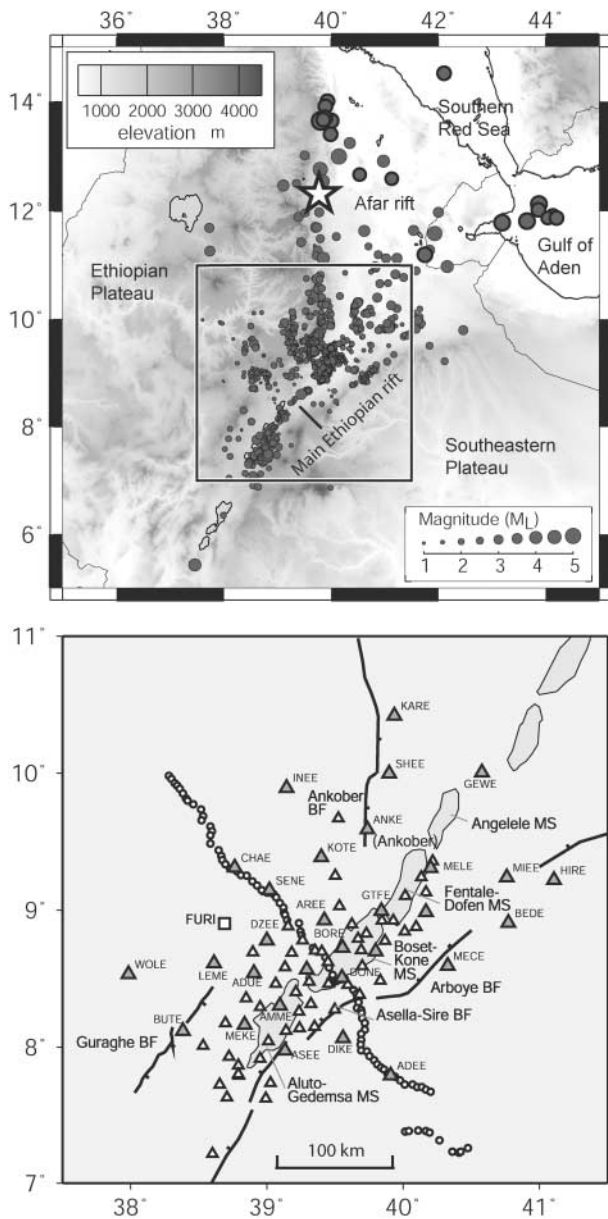 38˚ 40˚ 42˚ 44˚
1000 2000 3000 4000
elevation m
14˚
12˚
10˚
8˚
6˚
Southern
Red Sea
Afar rift
Gulf of
Aden
Ethiopian
Plateau
Main Ethiopian rift
Southeastern
Plateau
Magnitude (ML)
1 2 3 4 5
36˚ 38˚ 40˚ 42˚ 44˚
11˚
KARE
SHEE
GEWE
10˚
INEE
Ankober
BF
ANKE
(Ankober)
Angelele MS
KOTE
CHAE
MELE
MIEE
HIRE
SENE
GTFE
Fentale-
Dofen MS
AREE
9˚
FURI
DZEE
BORE
BEDE
Boset-
Kone
MS
MECE
WOLE
LEME
ADUE
DONE
Arboye BF
AMME
Asella-Sire BF
BUTE
MEKE
Guraghe BF
8˚
ASEE
DIKE
ADEE
Aluto-
Gedemsa MS
100 km
7˚
38˚ 39˚ 40˚ 41˚